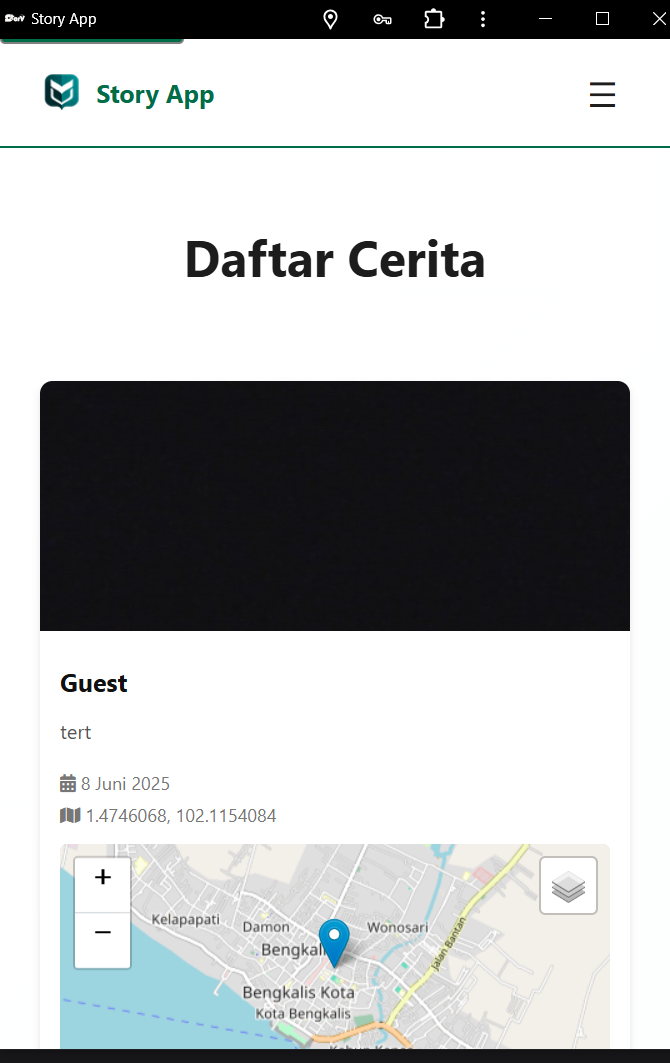 Story App
Story App
Daftar Cerita
Guest
tert
8 Juni 2025
1.4746068, 102.1154084
+
−
Kelapapati
Damon
Wonosari
Jalan Bantan
Bengkali
Bengkalis Kota
Kota Bengkalis